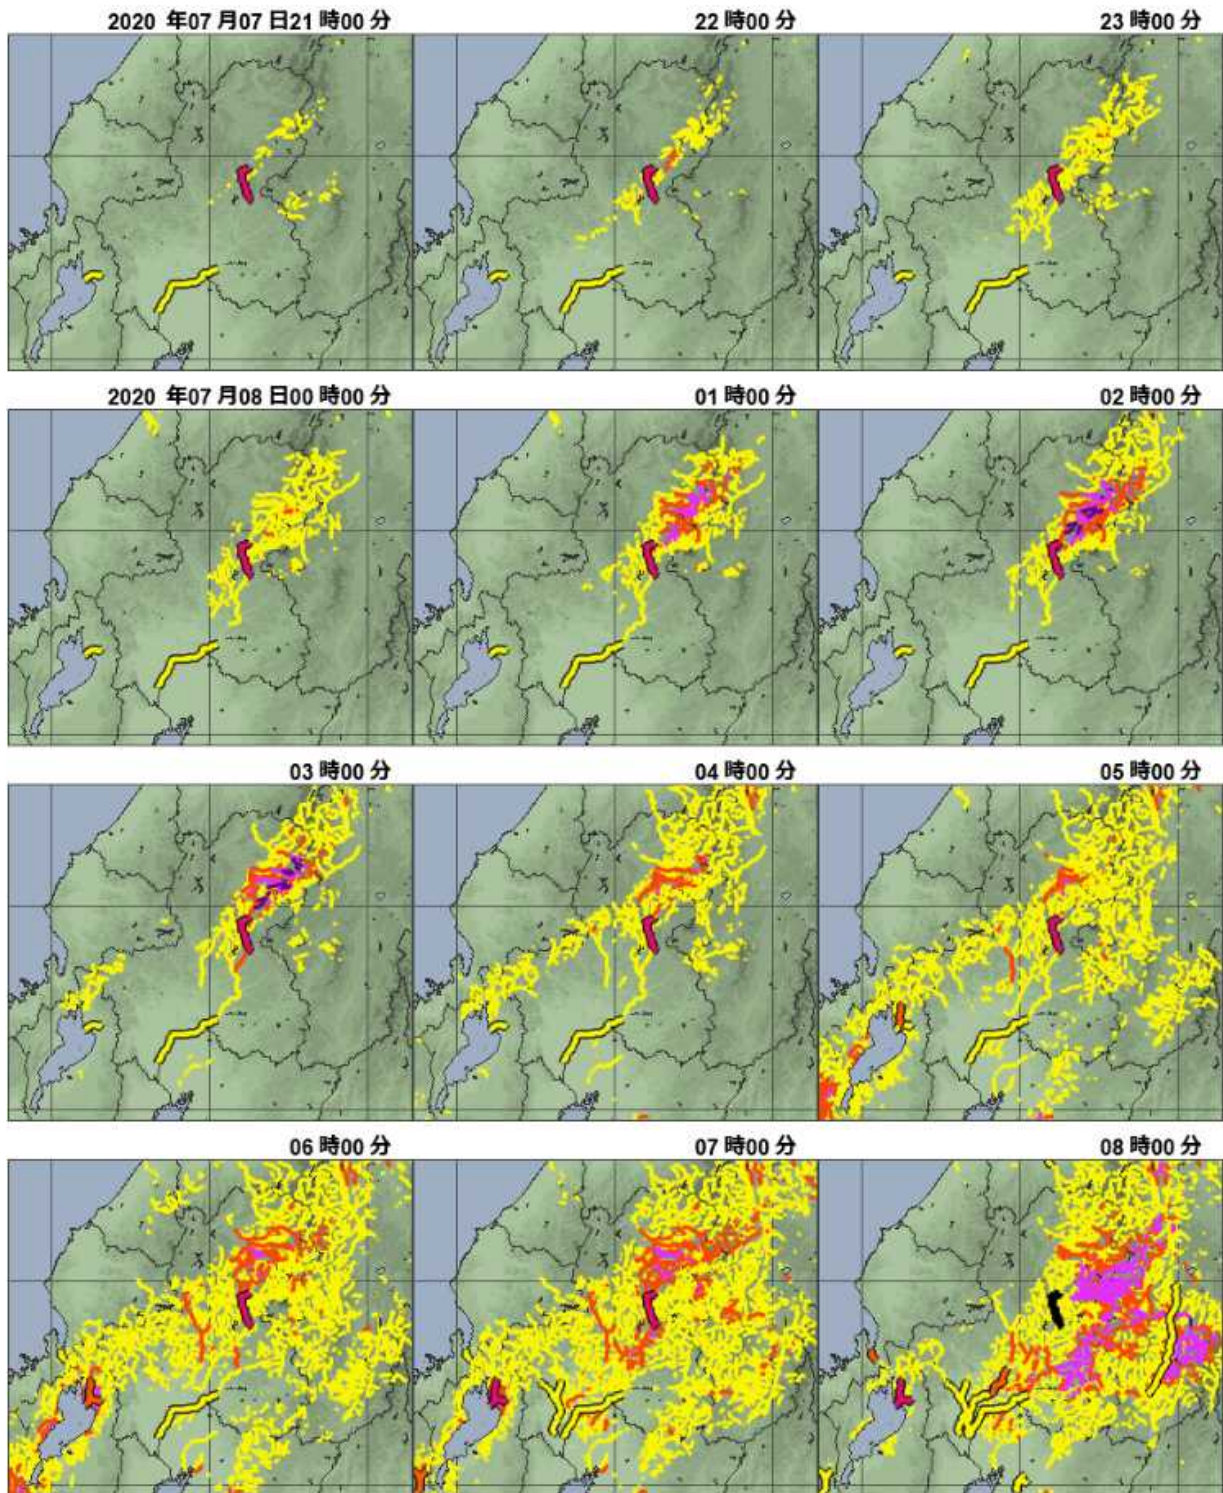 2020 年07 月07 日21 時00 分
22 時00 分
23 時00 分
2020 年07 月08 日00 時00 分
01 時00 分
02 時00 分
03 時00 分
04 時00 分
05 時00 分
06 時00 分
07 時00 分
08 時00 分